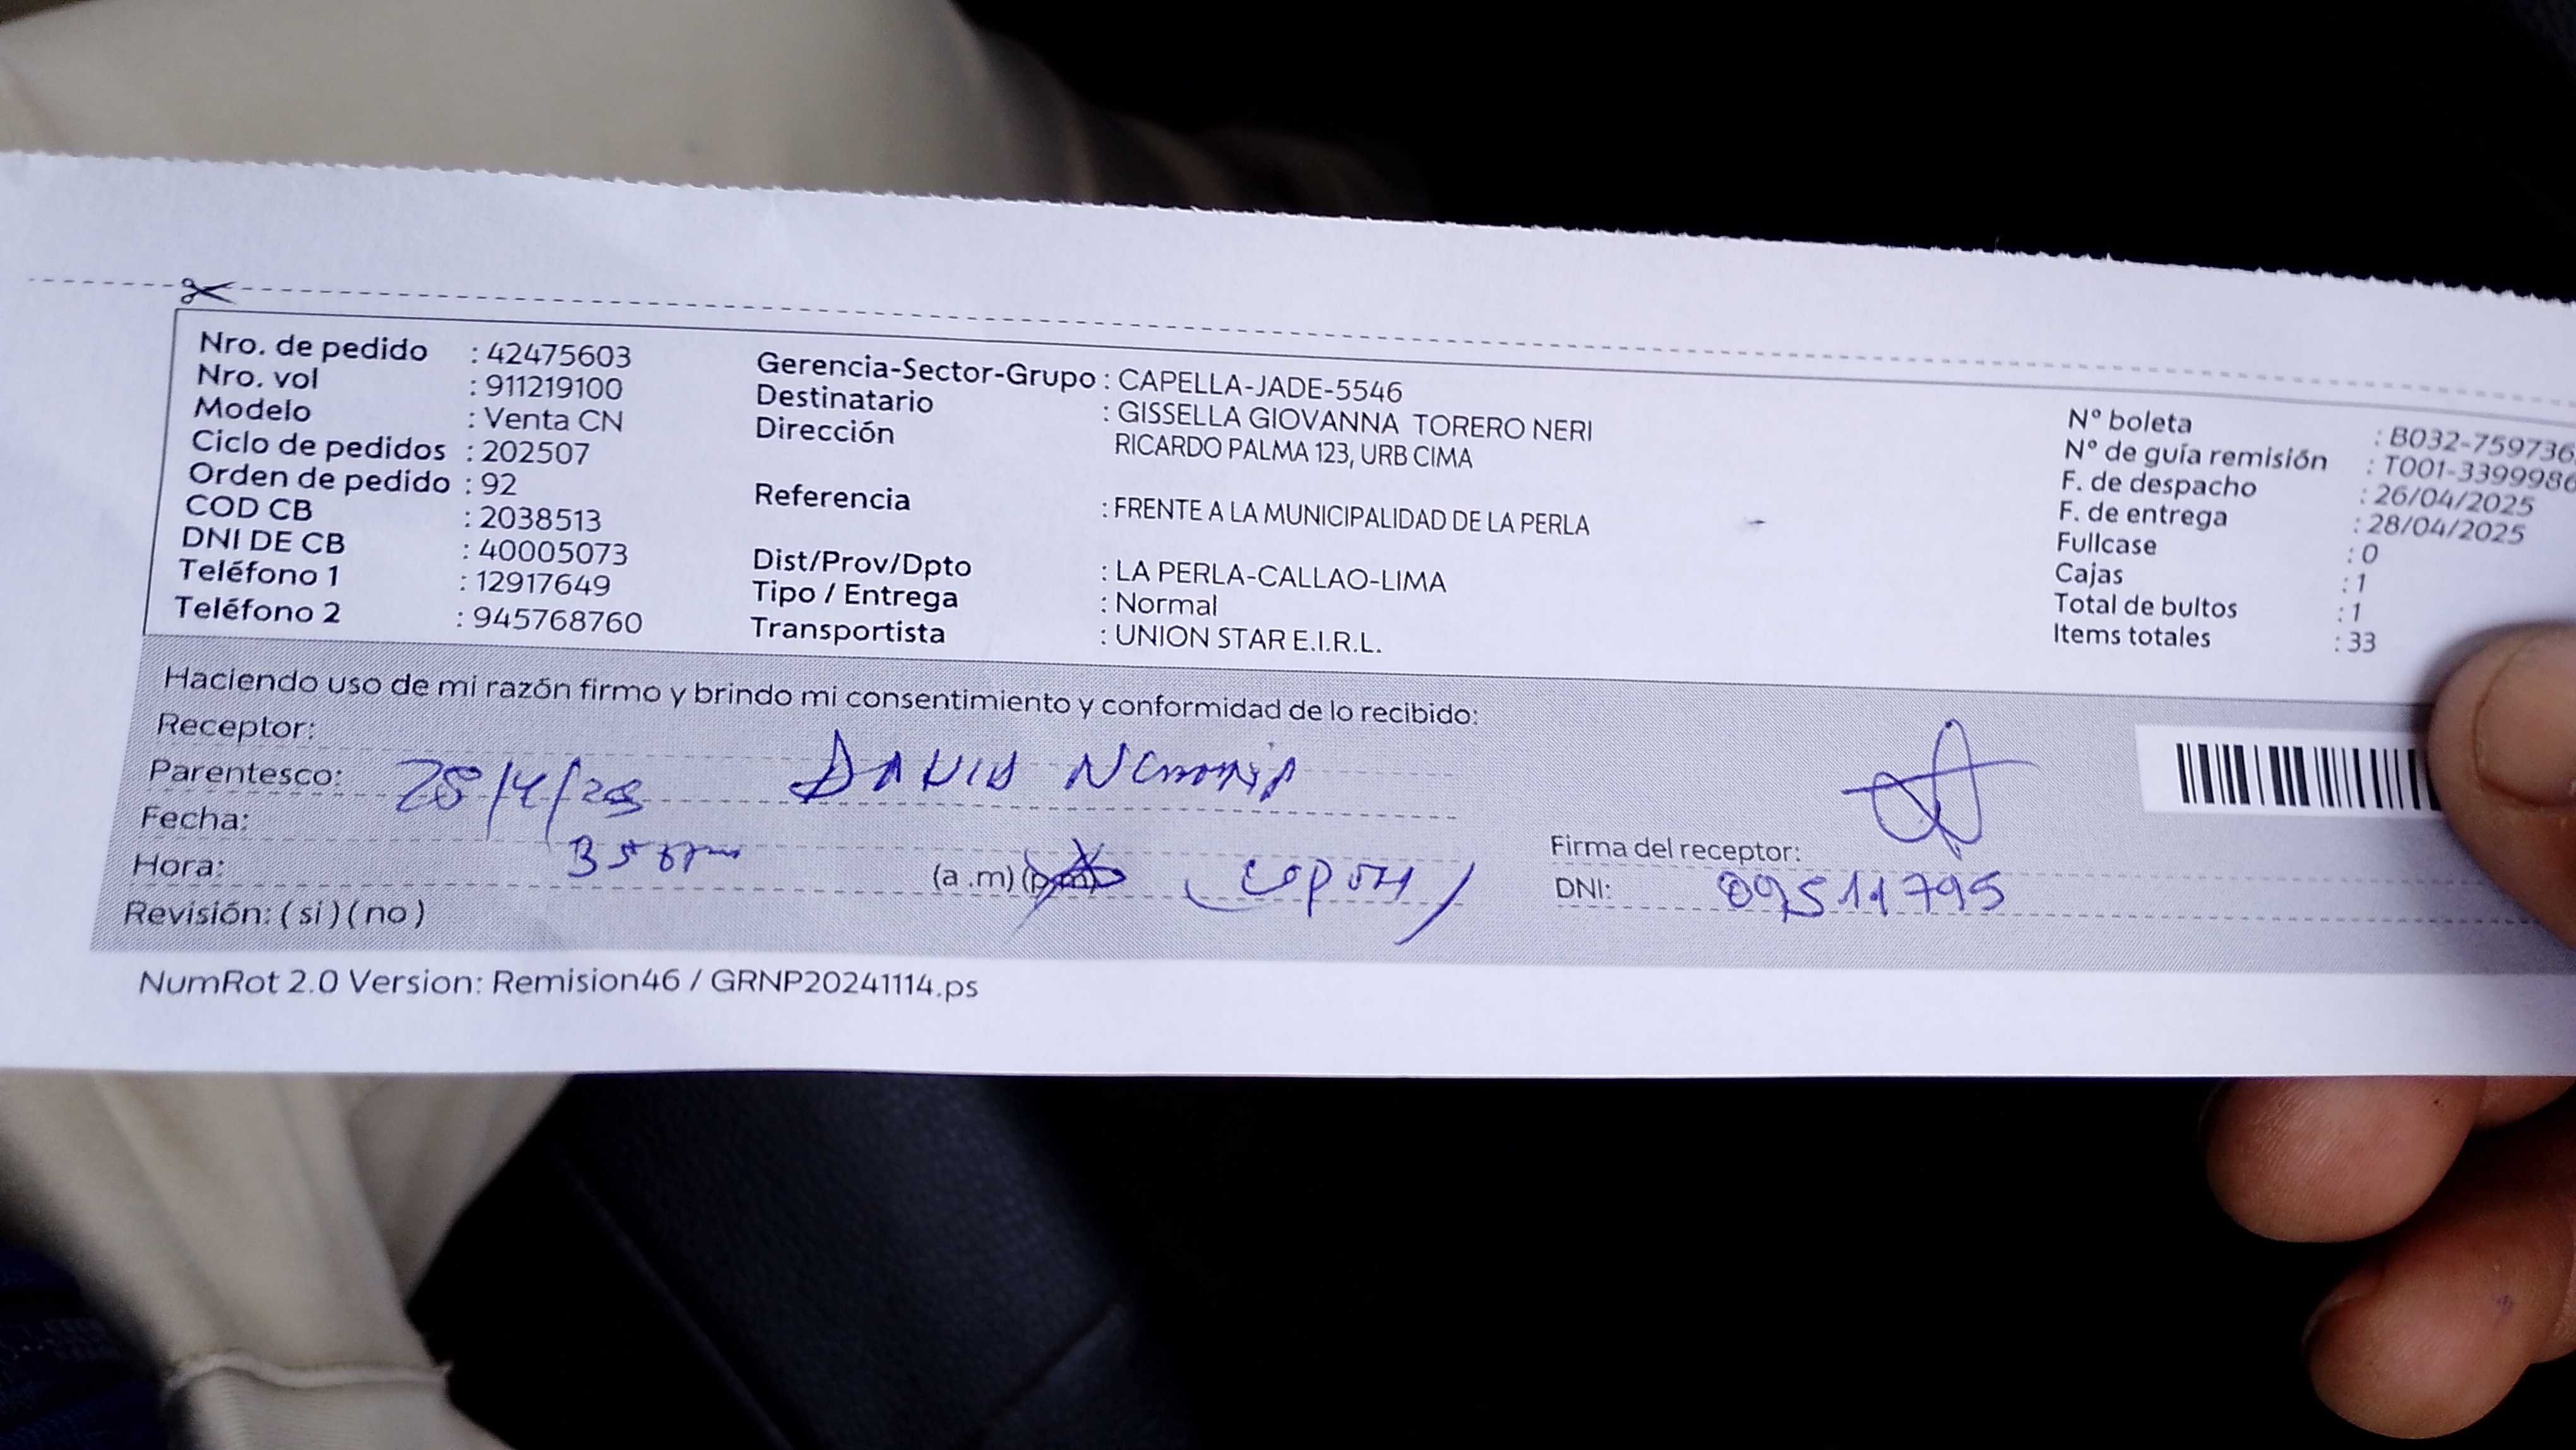 Nro. de pedido : 42475603
Nro. vol : 911219100
Modelo : Venta CN
Ciclo de pedidos : 202507
Orden de pedido : 92
COD CB : 2038513
DNI DE CB : 40005073
Teléfono 1 : 12917649
Teléfono 2 : 945768760
Gerencia-Sector-Grupo : CAPELLA-JADE-5546
Destinatario : GISSELLA GIOVANNA TORERO NERI
Dirección RICARDO PALMA 123, URB CIMA
Referencia : FRENTE A LA MUNICIPALIDAD DE LA PERLA
Dist/Prov/Dpto : LA PERLA-CALLAO-LIMA
Tipo / Entrega : Normal
Transportista : UNION STAR E.I.R.L.
N° boleta : B032-759736
N° de guía remisión : T001-3399986
F. de despacho : 26/04/2025
F. de entrega : 28/04/2025
Fullcase : 0
Cajas : 1
Total de bultos : 1
Items totales : 33
Haciendo uso de mi razón firmo y brindo mi consentimiento y conformidad de lo recibido:
Receptor: DAVID
Parentesco:
Fecha:
Hora: (a .m) (p.m)
Revisión: ( si ) ( no )
Firma del receptor:
DNI: 09511795
NumRot 2.0 Version: Remision46 / GRNP20241114.ps